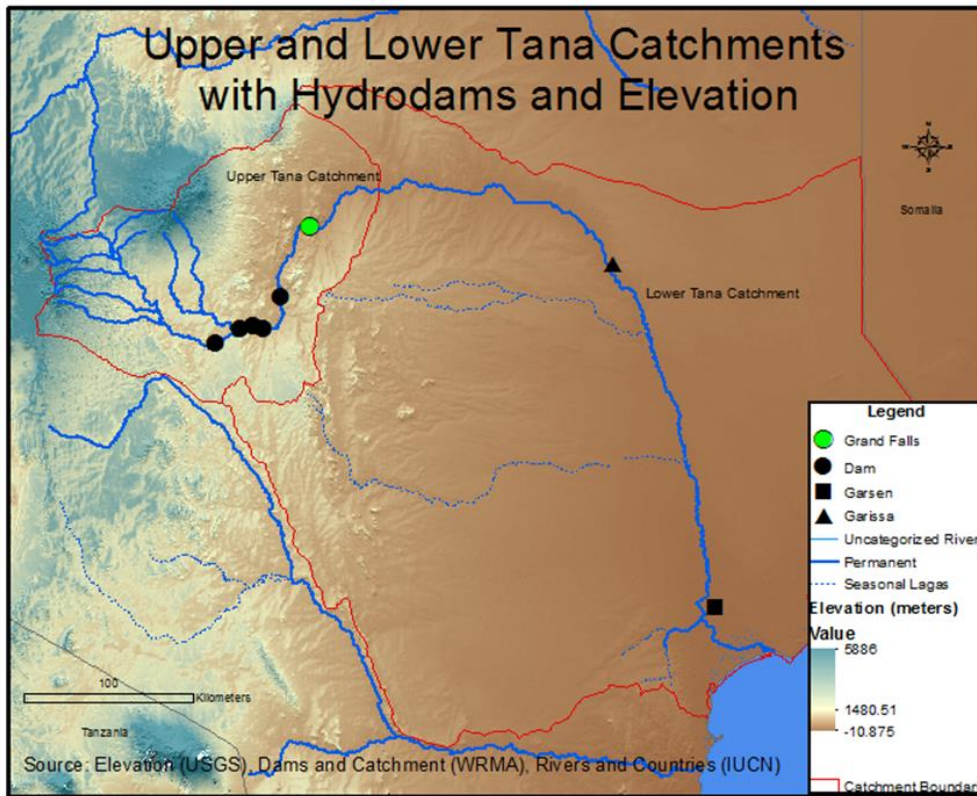 Upper and Lower Tana Catchments
with Hydrodams and Elevation
N
Upper Tana Catchment
Somalia
Lower Tana Catchment
Legend
Grand Falls
Dam
Garsen
Garissa
Uncategorized River
Permanent
Seasonal Lagas
Elevation (meters)
Value
5886
1480.51
-10.875
Catchment Boundar
100
Kilometers
Tanzania
Source: Elevation (USGS), Dams and Catchment (WRMA), Rivers and Countries (IUCN)